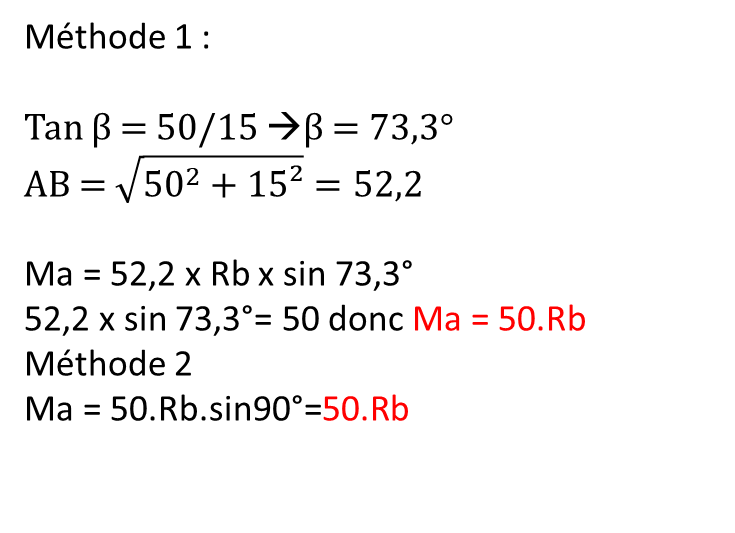 Méthode 1 :
Tan β = 50/15 →β = 73,3°
AB = √50² + 15² = 52,2
Ma = 52,2 x Rb x sin 73,3°
52,2 x sin 73,3°= 50 donc Ma = 50.Rb
Méthode 2
Ma = 50.Rb.sin90°=50.Rb